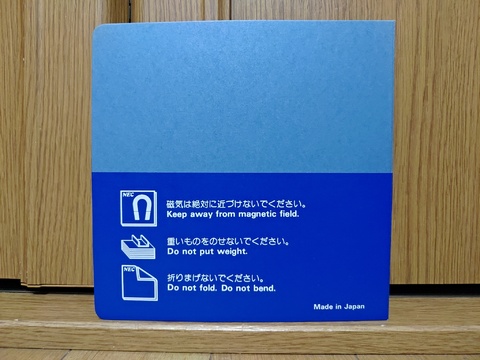 NEC
磁気は絶対に近づけないでください。
Keep away from magnetic field.
重いものをのせないでください。
Do not put weight.
NEC
折りまげないでください。
Do not fold. Do not bend.
Made in Japan